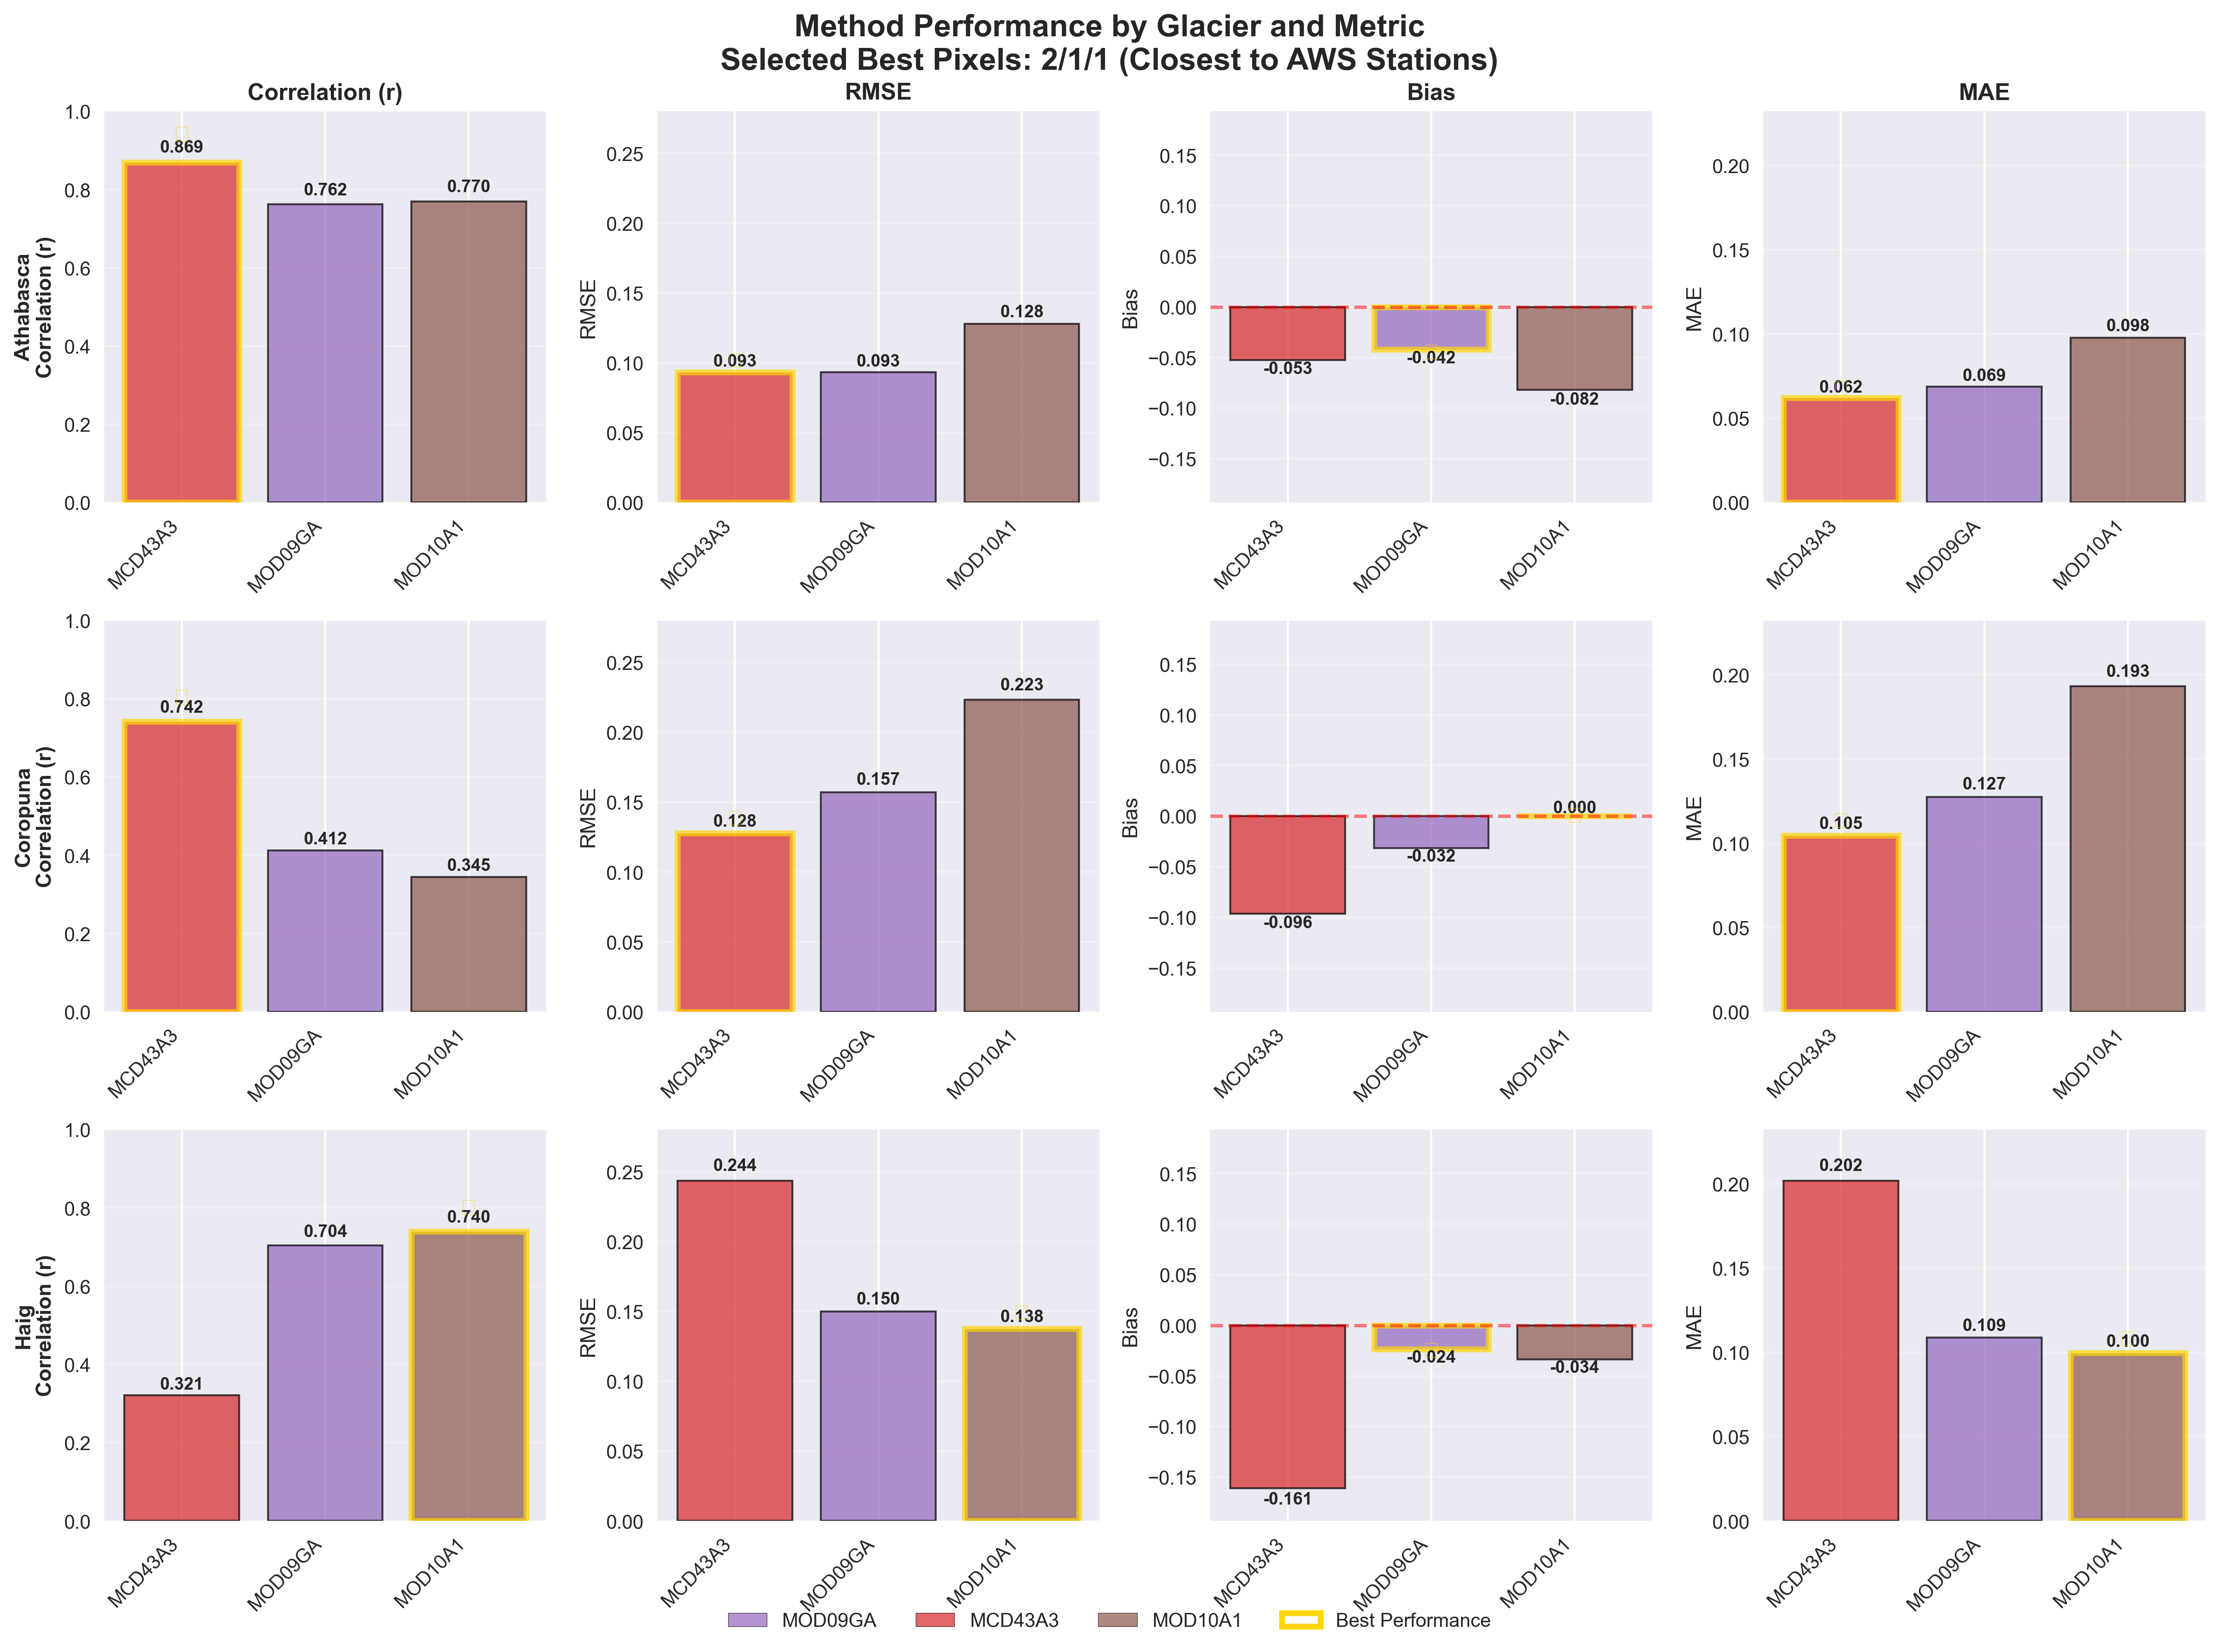 Method Performance by Glacier and Metric
Selected Best Pixels: 2/1/1 (Closest to AWS Stations)
Correlation (r)
Athabasca
Correlation (r)
1.0
0.8
0.6
0.4
0.2
0.0
0.869
0.762
0.770
MCD43A3
MOD09GA
MOD10A1
RMSE
RMSE
0.25
0.20
0.15
0.10
0.05
0.00
0.093
0.093
0.128
MCD43A3
MOD09GA
MOD10A1
Bias
Bias
0.15
0.10
0.05
0.00
−0.05
−0.10
−0.15
-0.053
-0.042
-0.082
MCD43A3
MOD09GA
MOD10A1
MAE
MAE
0.20
0.15
0.10
0.05
0.00
0.062
0.069
0.098
MCD43A3
MOD09GA
MOD10A1
Coropuna
Correlation (r)
1.0
0.8
0.6
0.4
0.2
0.0
0.742
0.412
0.345
MCD43A3
MOD09GA
MOD10A1
RMSE
0.25
0.20
0.15
0.10
0.05
0.00
0.128
0.157
0.223
MCD43A3
MOD09GA
MOD10A1
Bias
0.15
0.10
0.05
0.00
−0.05
−0.10
−0.15
-0.096
-0.032
0.000
MCD43A3
MOD09GA
MOD10A1
MAE
0.20
0.15
0.10
0.05
0.00
0.105
0.127
0.193
MCD43A3
MOD09GA
MOD10A1
Haig
Correlation (r)
1.0
0.8
0.6
0.4
0.2
0.0
0.321
0.704
0.740
MCD43A3
MOD09GA
MOD10A1
RMSE
0.25
0.20
0.15
0.10
0.05
0.00
0.244
0.150
0.138
MCD43A3
MOD09GA
MOD10A1
Bias
0.15
0.10
0.05
0.00
−0.05
−0.10
−0.15
-0.161
-0.024
-0.034
MCD43A3
MOD09GA
MOD10A1
MAE
0.20
0.15
0.10
0.05
0.00
0.202
0.109
0.100
MCD43A3
MOD09GA
MOD10A1
MOD09GA
MCD43A3
MOD10A1
Best Performance